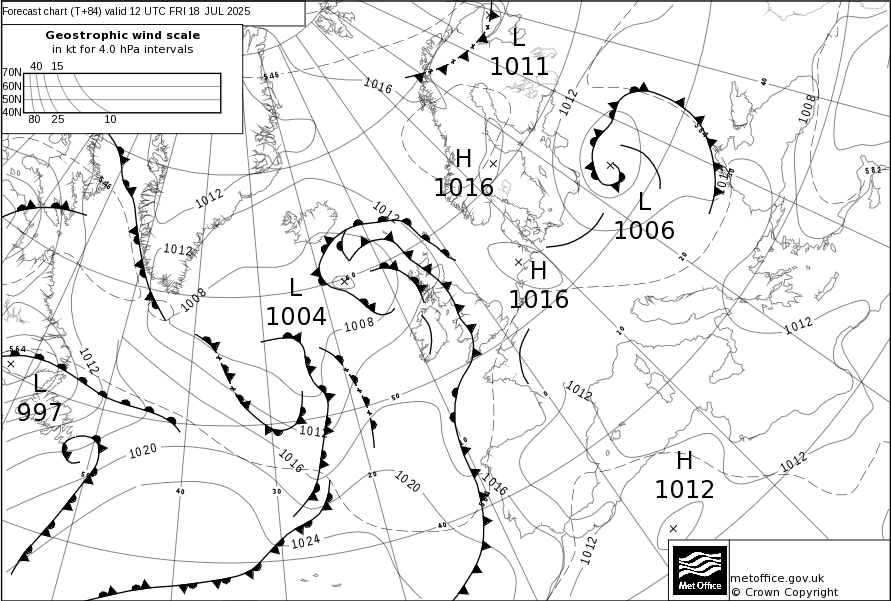 Forecast chart (T+84) valid 12 UTC FRI 18 JUL 2025
Geostrophic wind scale
in kt for 4.0 hPa intervals
40 15
70N
60N
50N
40N
80 25 10
546
1016
L
1011
1012
40
1008
564
H
1016
546
1012
1012
582
1012
L
1006
1012
20
H
1016
L
1004
60
1008
1008
10
1012
564
1012
L
997
50
0
1012
1012
1020
1016
1020
1016
H
1012
1012
40
30
20
40
1024
1012
Met Office
metoffice.gov.uk
© Crown Copyright